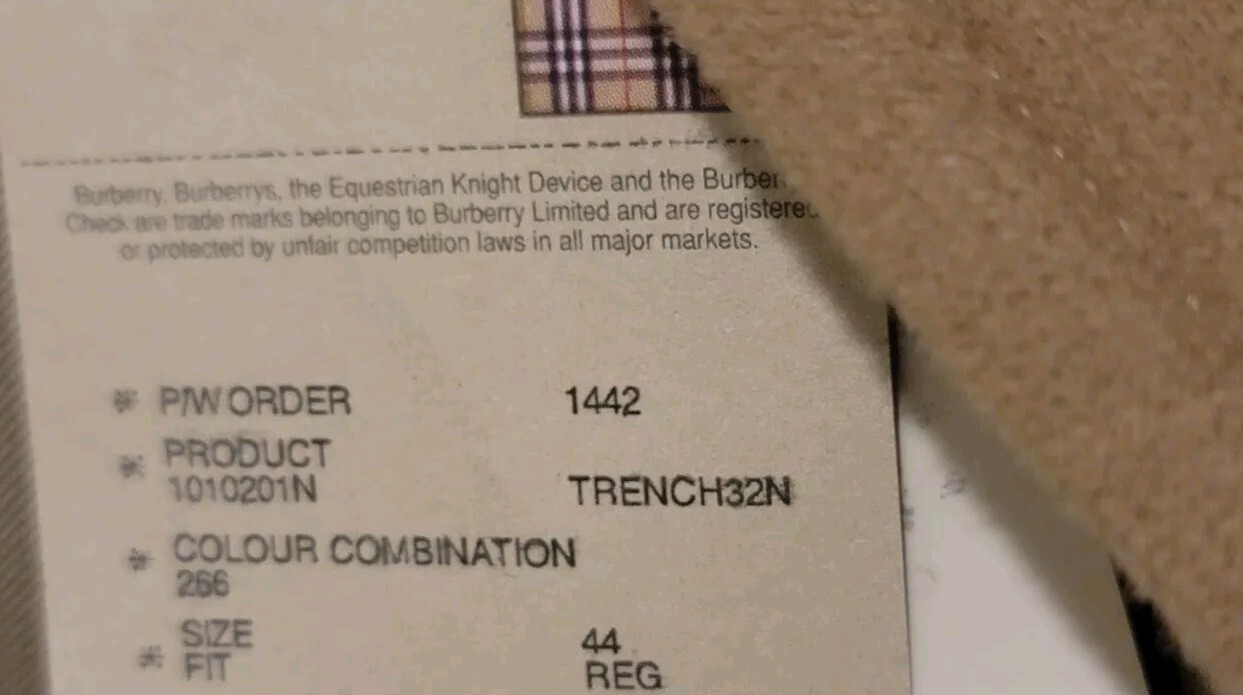 Burberry, Burberrys, the Equestrian Knight Device and the Burber
Check are trade marks belonging to Burberry Limited and are registered
or protected by unfair competition laws in all major markets.
* P/W ORDER 1442
* PRODUCT
1010201N TRENCH32N
* COLOUR COMBINATION
266
* SIZE 44
FIT REG